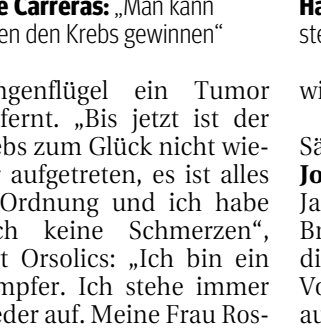 e Carreras: „Man kann
en den Krebs gewinnen“
ngenflügel ein Tumor
fernt. „Bis jetzt ist der
ebs zum Glück nicht wie-
aufgetreten, es ist alles
Ordnung und ich habe
ch keine Schmerzen“,
t Orsolics: „Ich bin ein
mpfer. Ich stehe immer
eder auf. Meine Frau Ros-
Ha
ste
wi
Sä
Jo
Ja
Br
di
Vo
au